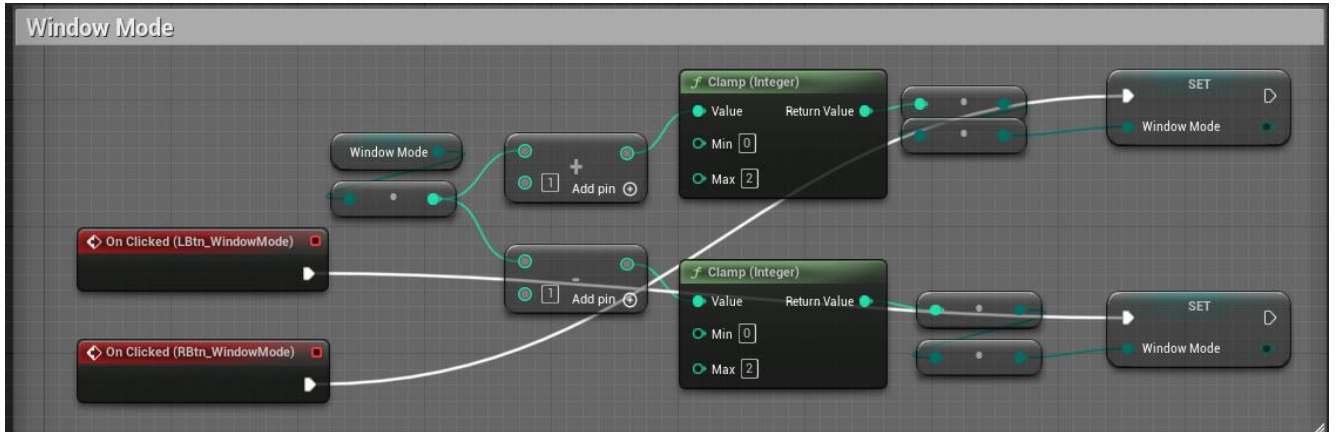 Window Mode
f Clamp (Integer)
Value
Return Value
Min 0
Max 2
SET
Window Mode
Window Mode
+
1
Add pin
On Clicked (LBtn_WindowMode)
-
1
Add pin
f Clamp (Integer)
Value
Return Value
Min 0
Max 2
SET
Window Mode
On Clicked (RBtn_WindowMode)